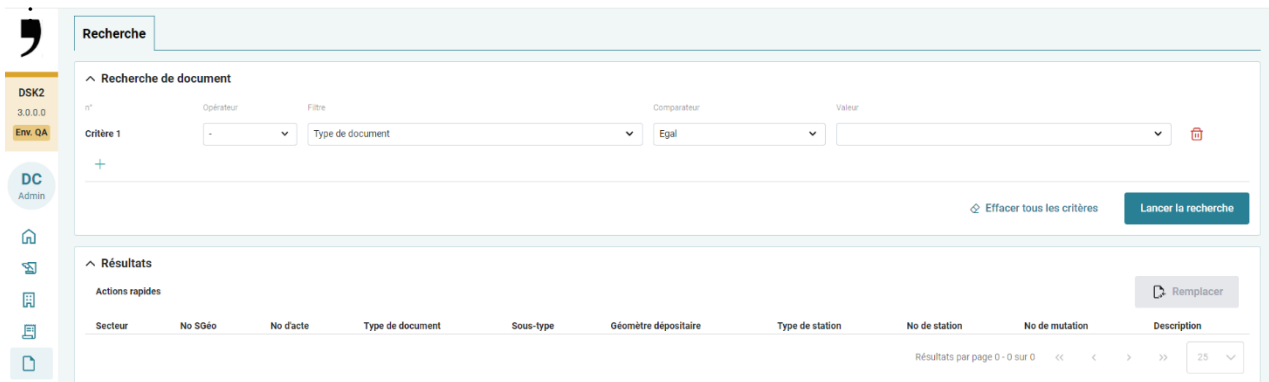 Recherche
DSK2
3.0.0.0
Env. QA
DC
Admin
Recherche de document
n° Opérateur Filtre Comparateur Valeur
Critère 1 - Type de document Egal
+
Effacer tous les critères Lancer la recherche
Résultats
Actions rapides Remplacer
Secteur No SGéo No d'acte Type de document Sous-type Géomètre dépositaire Type de station No de station No de mutation Description
Résultats par page 0 - 0 sur 0 << < > >> 25